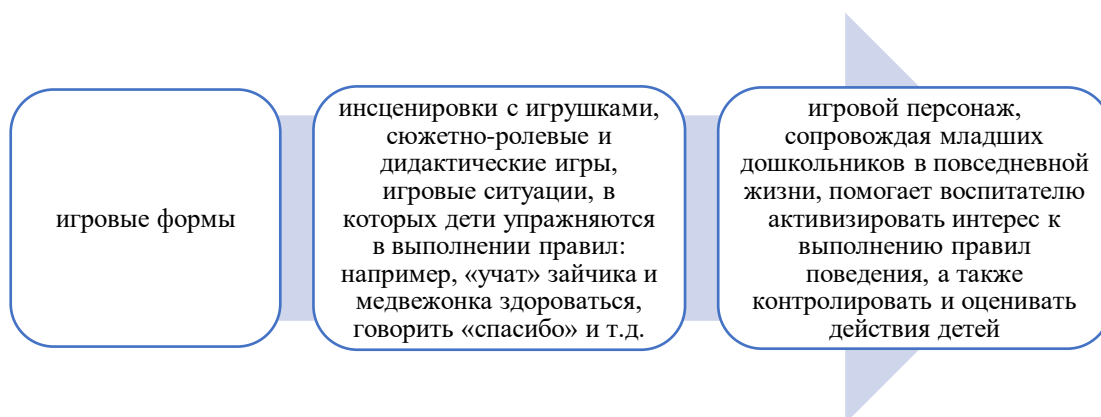 игровые формы
инсценировки с игрушками,
сюжетно-ролевые и
дидактические игры,
игровые ситуации, в
которых дети упражняются
в выполнении правил:
например, «учат» зайчика и
медвежонка здороваться,
говорить «спасибо» и т.д.
игровой персонаж,
сопровождая младших
дошкольников в повседневной
жизни, помогает воспитателю
активизировать интерес к
выполнению правил
поведения, а также
контролировать и оценивать
действия детей